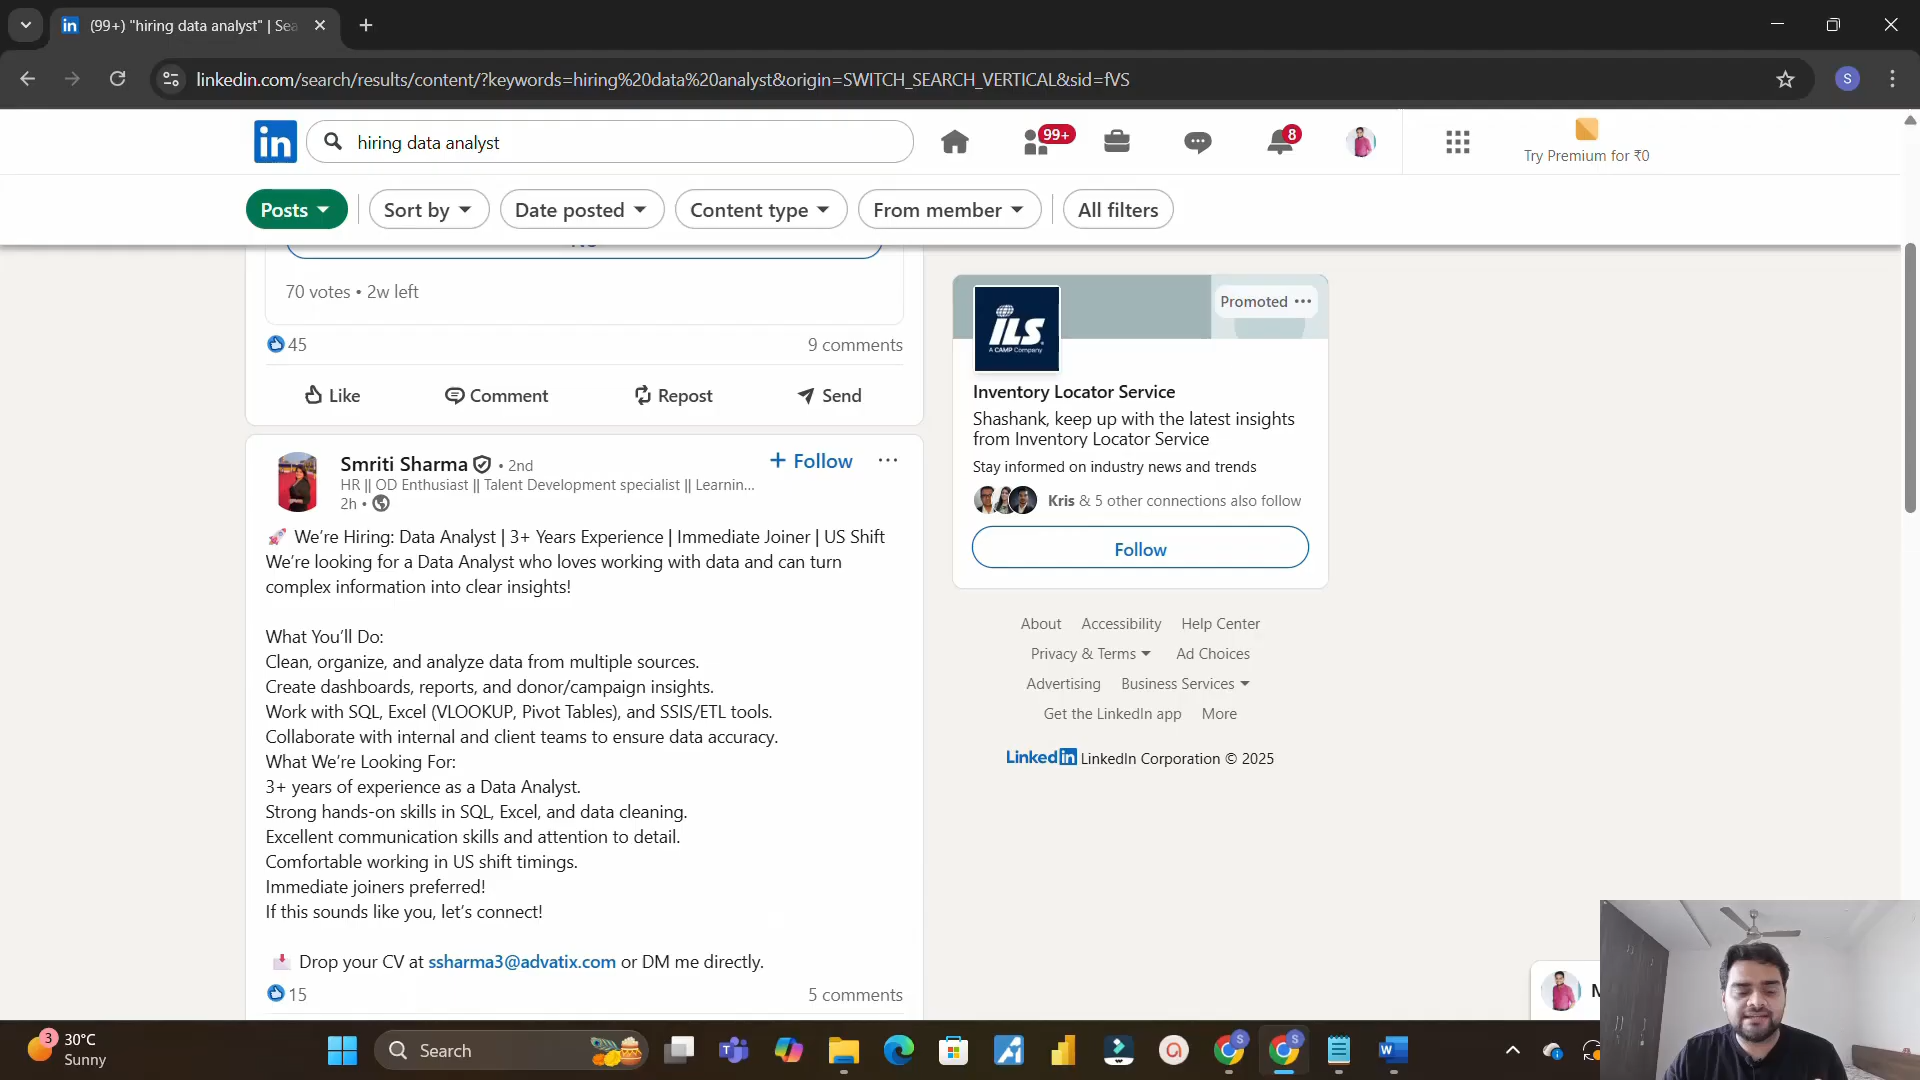 (99+) "hiring data analyst" | Sea
linkedin.com/search/results/content/?keywords=hiring%20data%20analyst&origin=SWITCH_SEARCH_VERTICAL&sid=fVS
S
in
hiring data analyst
99+
8
Try Premium for ₹0
Posts
Sort by
Date posted
Content type
From member
All filters
70 votes • 2w left
45
9 comments
Like
Comment
Repost
Send
Smriti Sharma • 2nd
+ Follow
HR || OD Enthusiast || Talent Development specialist || Learnin...
2h •
🚀 We’re Hiring: Data Analyst | 3+ Years Experience | Immediate Joiner | US Shift
We’re looking for a Data Analyst who loves working with data and can turn
complex information into clear insights!
What You’ll Do:
Clean, organize, and analyze data from multiple sources.
Create dashboards, reports, and donor/campaign insights.
Work with SQL, Excel (VLOOKUP, Pivot Tables), and SSIS/ETL tools.
Collaborate with internal and client teams to ensure data accuracy.
What We’re Looking For:
3+ years of experience as a Data Analyst.
Strong hands-on skills in SQL, Excel, and data cleaning.
Excellent communication skills and attention to detail.
Comfortable working in US shift timings.
Immediate joiners preferred!
If this sounds like you, let’s connect!
📩 Drop your CV at ssharma3@advatix.com or DM me directly.
15
5 comments
Promoted
ILS
A CAMP Company
Inventory Locator Service
Shashank, keep up with the latest insights
from Inventory Locator Service
Stay informed on industry news and trends
Kris & 5 other connections also follow
Follow
About Accessibility Help Center
Privacy & Terms Ad Choices
Advertising Business Services
Get the LinkedIn app More
LinkedIn LinkedIn Corporation © 2025
3
30°C
Sunny
Search